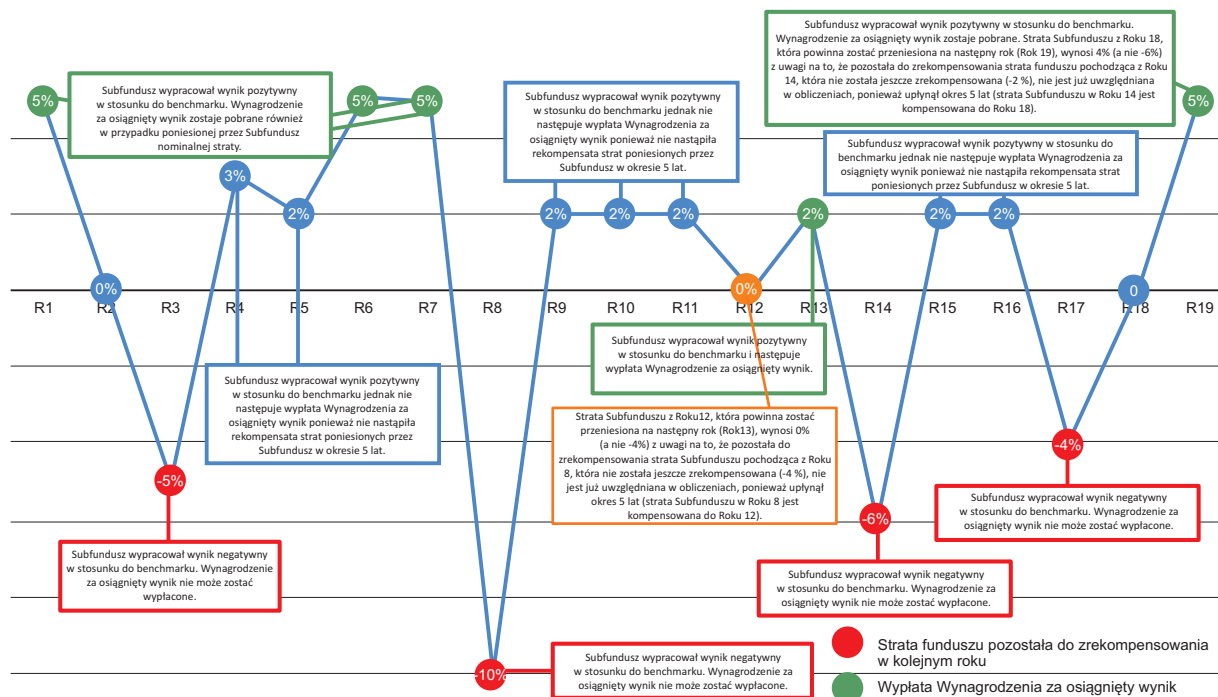 Subfundusz wypracował wynik pozytywny
w stosunku do benchmarku. Wynagrodzenie
za osiągnięty wynik zostaje pobrane również
w przypadku poniesionej przez Subfundusz
nominalnej straty.
Subfundusz wypracował wynik pozytywny
w stosunku do benchmarku jednak nie
następuje wypłata Wynagrodzenia za
osiągnięty wynik ponieważ nie nastąpiła
rekompensata strat poniesionych przez
Subfundusz w okresie 5 lat.
Subfundusz wypracował wynik pozytywny w stosunku do benchmarku.
Wynagrodzenie za osiągnięty wynik zostaje pobrane. Strata Subfunduszu z Roku 18,
która powinna zostać przeniesiona na następny rok (Rok 19), wynosi 4% (a nie -6%)
z uwagi na to, że pozostała do zrekompensowania strata funduszu pochodząca z Roku
14, która nie została jeszcze zrekompensowana (-2 %), nie jest już uwzględniana
w obliczeniach, ponieważ upłynął okres 5 lat (strata Subfunduszu w Roku 14 jest
kompensowana do Roku 18).
Subfundusz wypracował wynik pozytywny w stosunku do
benchmarku jednak nie następuje wypłata Wynagrodzenia za
osiągnięty wynik ponieważ nie nastąpiła rekompensata strat
poniesionych przez Subfundusz w okresie 5 lat.
5%
0%
-5%
3%
2%
5%
5%
-10%
2%
2%
2%
0%
2%
-6%
2%
2%
-4%
0
5%
R1
R2
R3
R4
R5
R6
R7
R8
R9
R10
R11
R12
R13
R14
R15
R16
R17
R18
R19
Subfundusz wypracował wynik pozytywny
w stosunku do benchmarku jednak nie
następuje wypłata Wynagrodzenia za
osiągnięty wynik ponieważ nie nastąpiła
rekompensata strat poniesionych przez
Subfundusz w okresie 5 lat.
Subfundusz wypracował wynik pozytywny
w stosunku do benchmarku i następuje
wypłata Wynagrodzenie za osiągnięty wynik.
Strata Subfunduszu z Roku12, która powinna zostać
przeniesiona na następny rok (Rok13), wynosi 0%
(a nie -4%) z uwagi na to, że pozostała do
zrekompensowania strata Subfunduszu pochodząca z Roku
8, która nie została jeszcze zrekompensowana (-4 %), nie
jest już uwzględniana w obliczeniach, ponieważ upłynął
okres 5 lat (strata Subfunduszu w Roku 8 jest
kompensowana do Roku 12).
Subfundusz wypracował wynik negatywny
w stosunku do benchmarku. Wynagrodzenie za
osiągnięty wynik nie może zostać wypłacone.
Subfundusz wypracował wynik negatywny
w stosunku do benchmarku. Wynagrodzenie
za osiągnięty wynik nie może zostać
wypłacone.
Subfundusz wypracował wynik negatywny
w stosunku do benchmarku. Wynagrodzenie za
osiągnięty wynik nie może zostać wypłacone.
Subfundusz wypracował wynik negatywny
w stosunku do benchmarku. Wynagrodzenie za
osiągnięty wynik nie może zostać wypłacone.
Strata funduszu pozostała do zrekompensowania
w kolejnym roku
Wypłata Wynagrodzenia za osiągnięty wynik